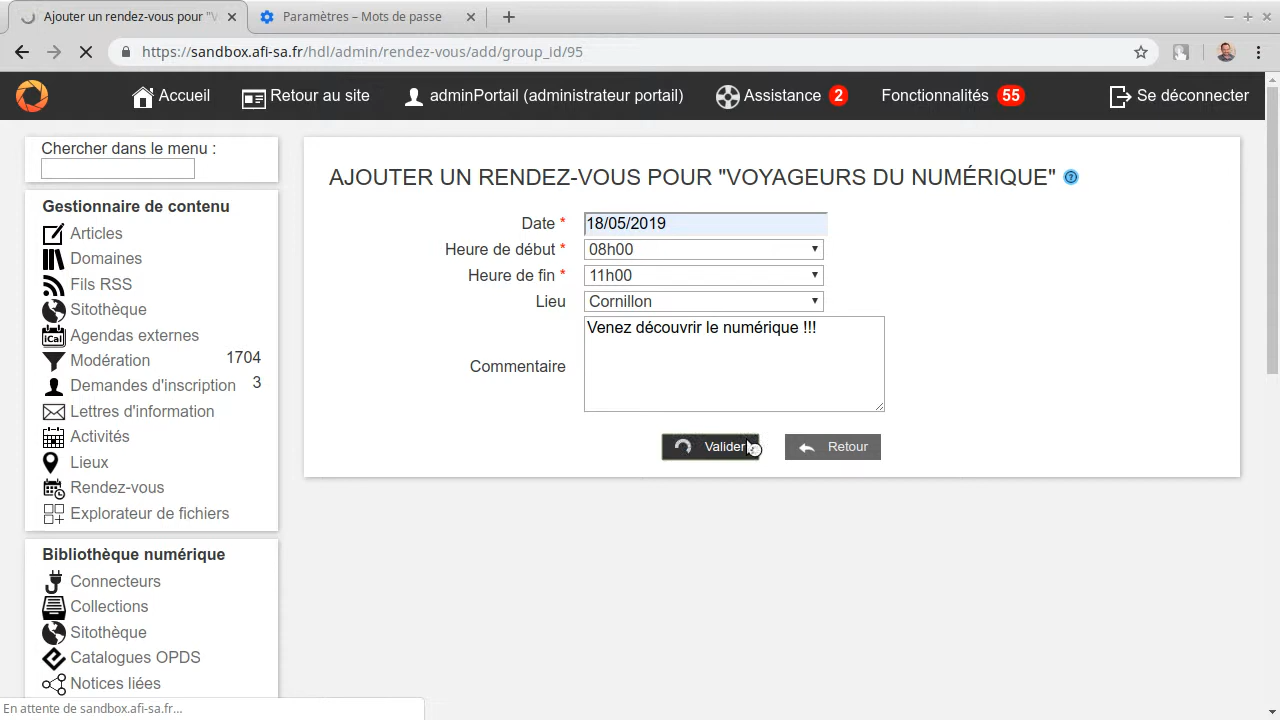 Ajouter un rendez-vous pour "V
Paramètres – Mots de passe
https://sandbox.afi-sa.fr/hdl/admin/rendez-vous/add/group_id/95
Accueil
Retour au site
adminPortail (administrateur portail)
Assistance 2
Fonctionnalités 55
Se déconnecter
Chercher dans le menu :
Gestionnaire de contenu
Articles
Domaines
Fils RSS
Sitothèque
iCal Agendas externes
Modération 1704
Demandes d'inscription 3
Lettres d'information
Activités
Lieux
Rendez-vous
Explorateur de fichiers
Bibliothèque numérique
Connecteurs
Collections
Sitothèque
Catalogues OPDS
Notices liées
AJOUTER UN RENDEZ-VOUS POUR "VOYAGEURS DU NUMÉRIQUE" ?
Date * 18/05/2019
Heure de début * 08h00
Heure de fin * 11h00
Lieu Cornillon
Commentaire Venez découvrir le numérique !!!
Valider
Retour
En attente de sandbox.afi-sa.fr…